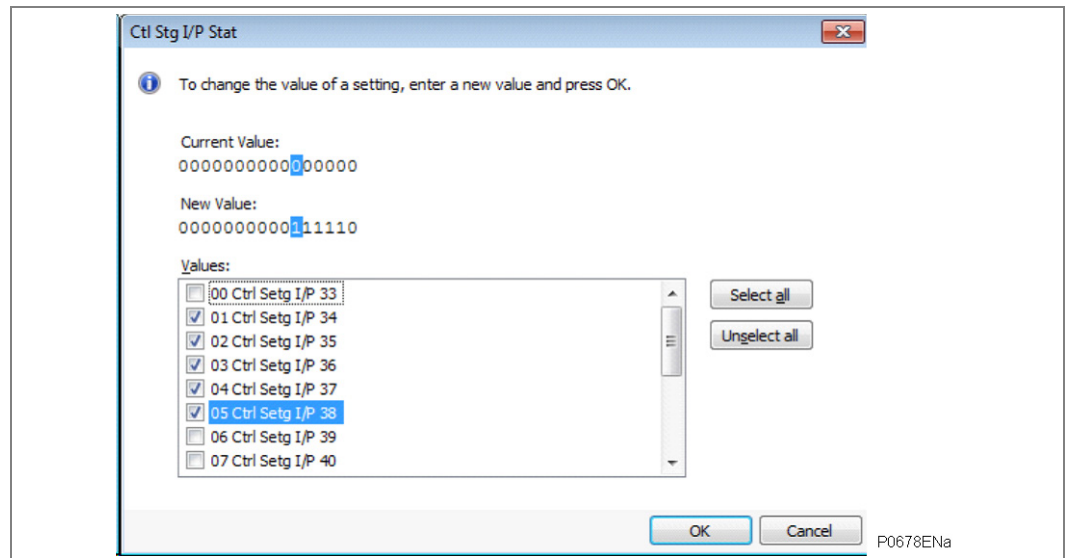 Ctl Stg I/P Stat
To change the value of a setting, enter a new value and press OK.
Current Value:
0000000000000000
New Value:
0000000000111110
Values:
00 Ctrl Setg I/P 33
01 Ctrl Setg I/P 34
02 Ctrl Setg I/P 35
03 Ctrl Setg I/P 36
04 Ctrl Setg I/P 37
05 Ctrl Setg I/P 38
06 Ctrl Setg I/P 39
07 Ctrl Setg I/P 40
Select all
Unselect all
OK
Cancel
P0678ENa